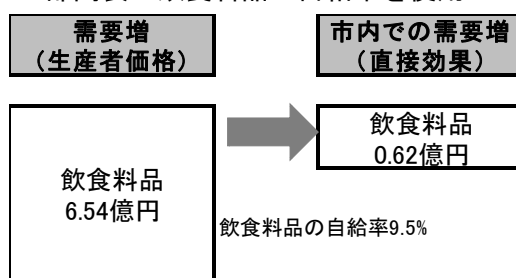 需要増
（生産者価格）
市内での需要増
（直接効果）
飲食料品
0.62億円
飲食料品
6.54億円
飲食料品の自給率9.5%